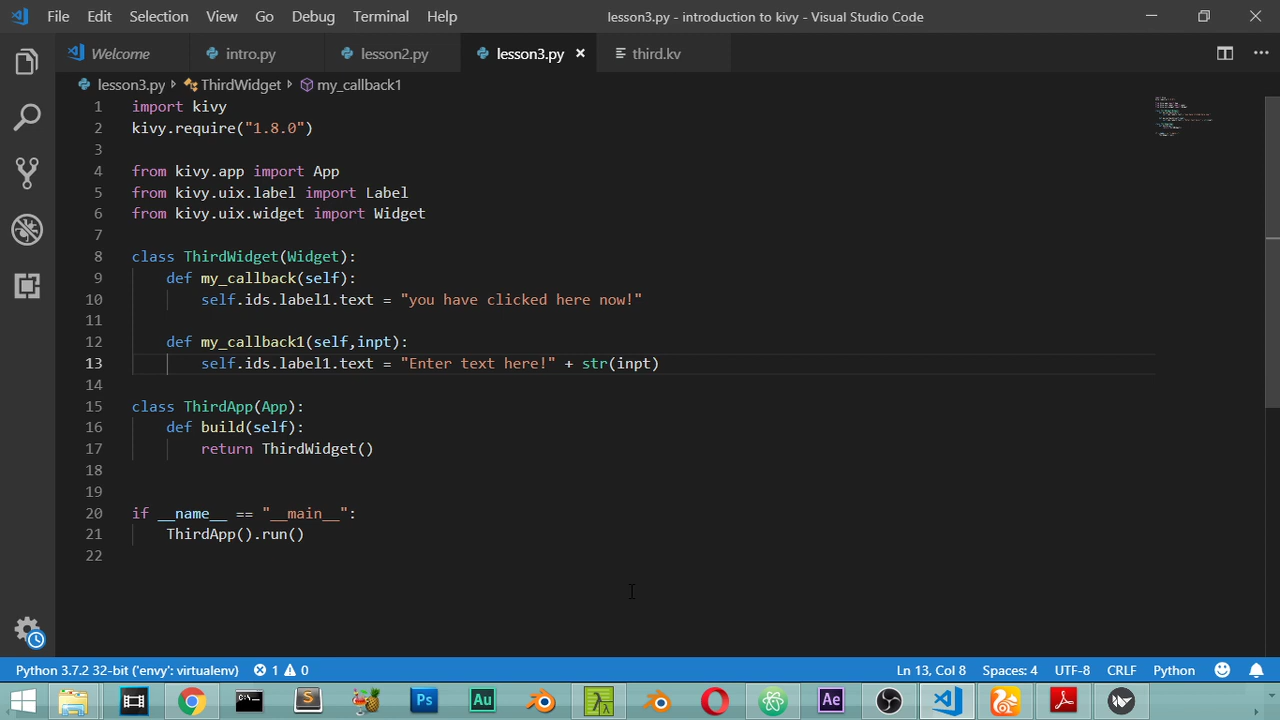 File Edit Selection View Go Debug Terminal Help lesson3.py - introduction to kivy - Visual Studio Code
Welcome intro.py lesson2.py lesson3.py third.kv
lesson3.py ThirdWidget my_callback1
1 import kivy
2 kivy.require("1.8.0")
3
4 from kivy.app import App
5 from kivy.uix.label import Label
6 from kivy.uix.widget import Widget
7
8 class ThirdWidget(Widget):
9 def my_callback(self):
10 self.ids.label1.text = "you have clicked here now!"
11
12 def my_callback1(self,inpt):
13 self.ids.label1.text = "Enter text here!" + str(inpt)
14
15 class ThirdApp(App):
16 def build(self):
17 return ThirdWidget()
18
19
20 if __name__ == "__main__":
21 ThirdApp().run()
22
Python 3.7.2 32-bit ('envy': virtualenv) 1 0 Ln 13, Col 8 Spaces: 4 UTF-8 CRLF Python
Ps Au Ae